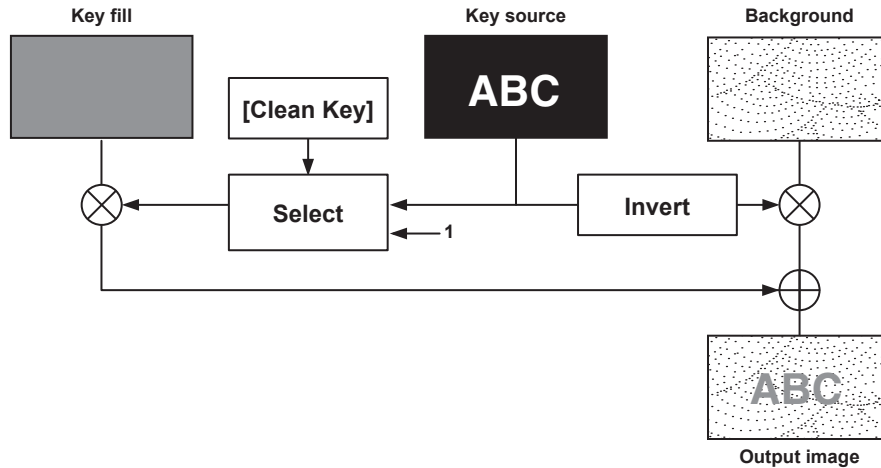 Key fill
Key source
Background
[Clean Key]
ABC
Select
Invert
1
ABC
Output image